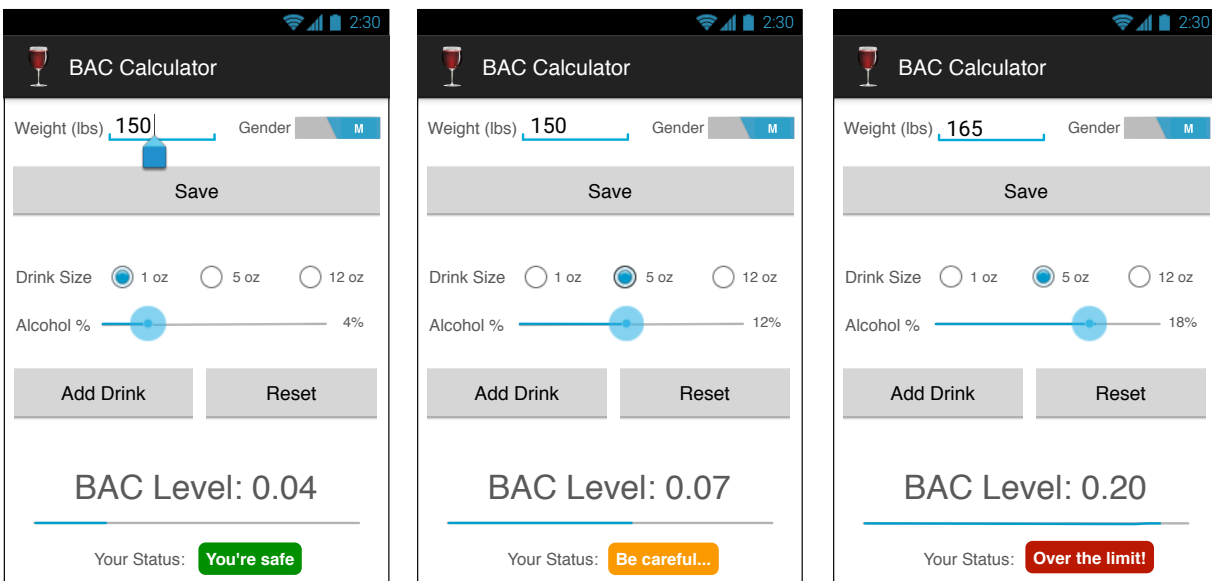 2:30
BAC Calculator
Weight (lbs) 150 Gender M
Save
Drink Size 1 oz 5 oz 12 oz
Alcohol % 4%
Add Drink Reset
BAC Level: 0.04
Your Status: You're safe
2:30
BAC Calculator
Weight (lbs) 150 Gender M
Save
Drink Size 1 oz 5 oz 12 oz
Alcohol % 12%
Add Drink Reset
BAC Level: 0.07
Your Status: Be careful...
2:30
BAC Calculator
Weight (lbs) 165 Gender M
Save
Drink Size 1 oz 5 oz 12 oz
Alcohol % 18%
Add Drink Reset
BAC Level: 0.20
Your Status: Over the limit!